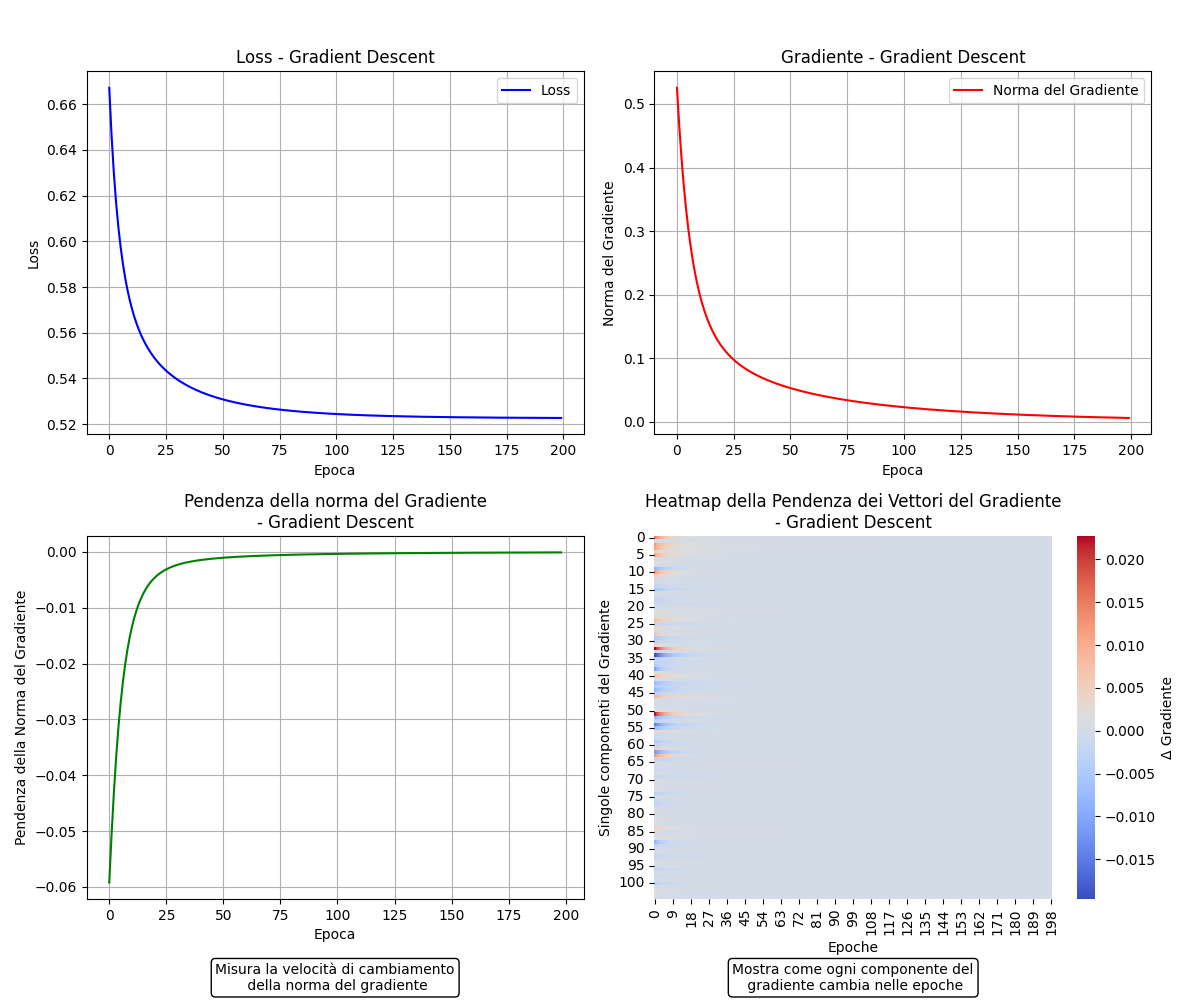 Loss - Gradient Descent
Loss
0.66
0.64
0.62
0.60
0.58
0.56
0.54
0.52
Loss
0 25 50 75 100 125 150 175 200
Epoca
Gradiente - Gradient Descent
Norma del Gradiente
0.5
0.4
0.3
0.2
0.1
0.0
Norma del Gradiente
0 25 50 75 100 125 150 175 200
Epoca
Pendenza della norma del Gradiente
- Gradient Descent
0.00
−0.01
−0.02
−0.03
−0.04
−0.05
−0.06
Pendenza della Norma del Gradiente
0 25 50 75 100 125 150 175 200
Epoca
Misura la velocità di cambiamento
della norma del gradiente
Heatmap della Pendenza dei Vettori del Gradiente
- Gradient Descent
0
5
10
15
20
25
30
35
40
45
50
55
60
65
70
75
80
85
90
95
100
Singole componenti del Gradiente
0 9 18 27 36 45 54 63 72 81 90 99 108 117 126 135 144 153 162 171 180 189 198
Epoche
0.020
0.015
0.010
0.005
0.000
−0.005
−0.010
−0.015
Δ Gradiente
Mostra come ogni componente del
gradiente cambia nelle epoche